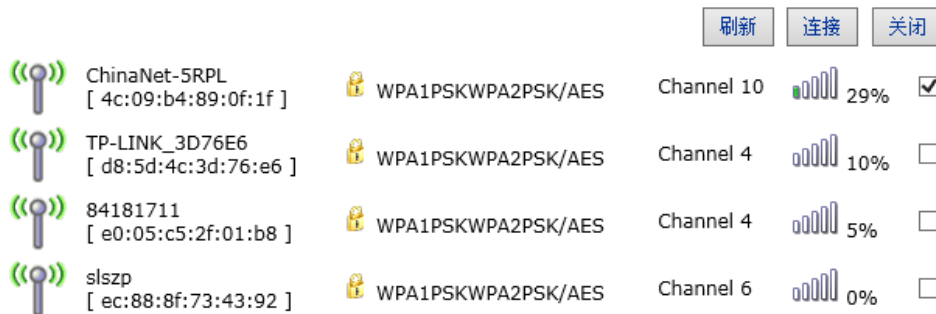 刷新 连接 关闭
ChinaNet-5RPL
[ 4c:09:b4:89:0f:1f ]
WPA1PSKWPA2PSK/AES Channel 10 29%
TP-LINK_3D76E6
[ d8:5d:4c:3d:76:e6 ]
WPA1PSKWPA2PSK/AES Channel 4 10%
84181711
[ e0:05:c5:2f:01:b8 ]
WPA1PSKWPA2PSK/AES Channel 4 5%
slszp
[ ec:88:8f:73:43:92 ]
WPA1PSKWPA2PSK/AES Channel 6 0%